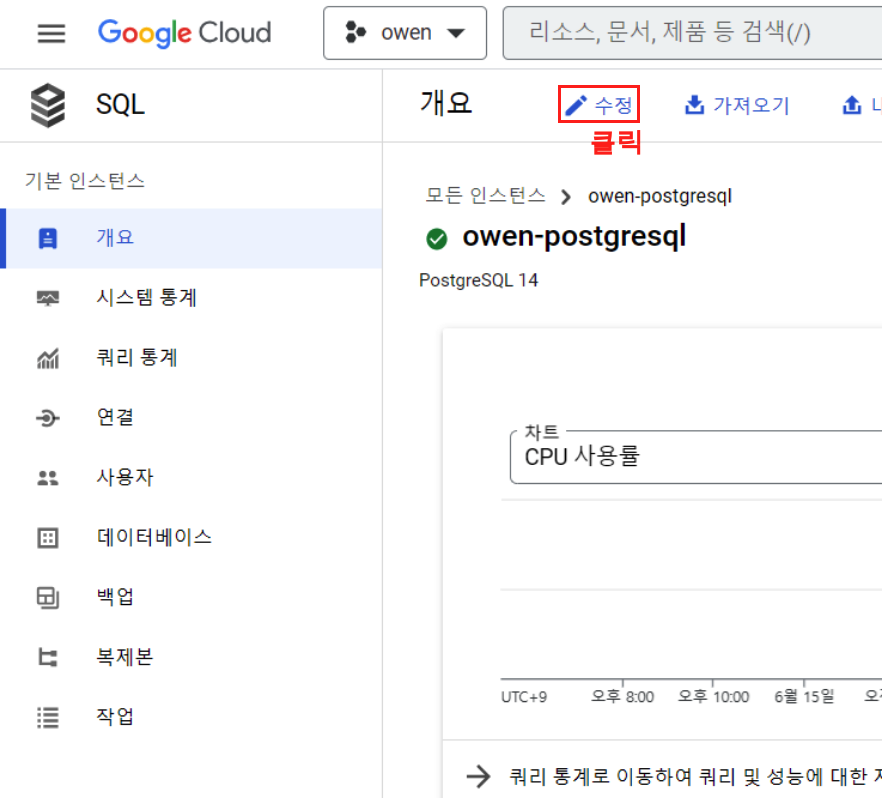 Google Cloud
owen
리소스, 문서, 제품 등 검색(/)
SQL
개요
수정
가져오기
클릭
기본 인스턴스
개요
시스템 통계
쿼리 통계
연결
사용자
데이터베이스
백업
복제본
작업
모든 인스턴스
owen-postgresql
owen-postgresql
PostgreSQL 14
차트
CPU 사용률
UTC+9
오후 8:00
오후 10:00
6월 15일
쿼리 통계로 이동하여 쿼리 및 성능에 대한